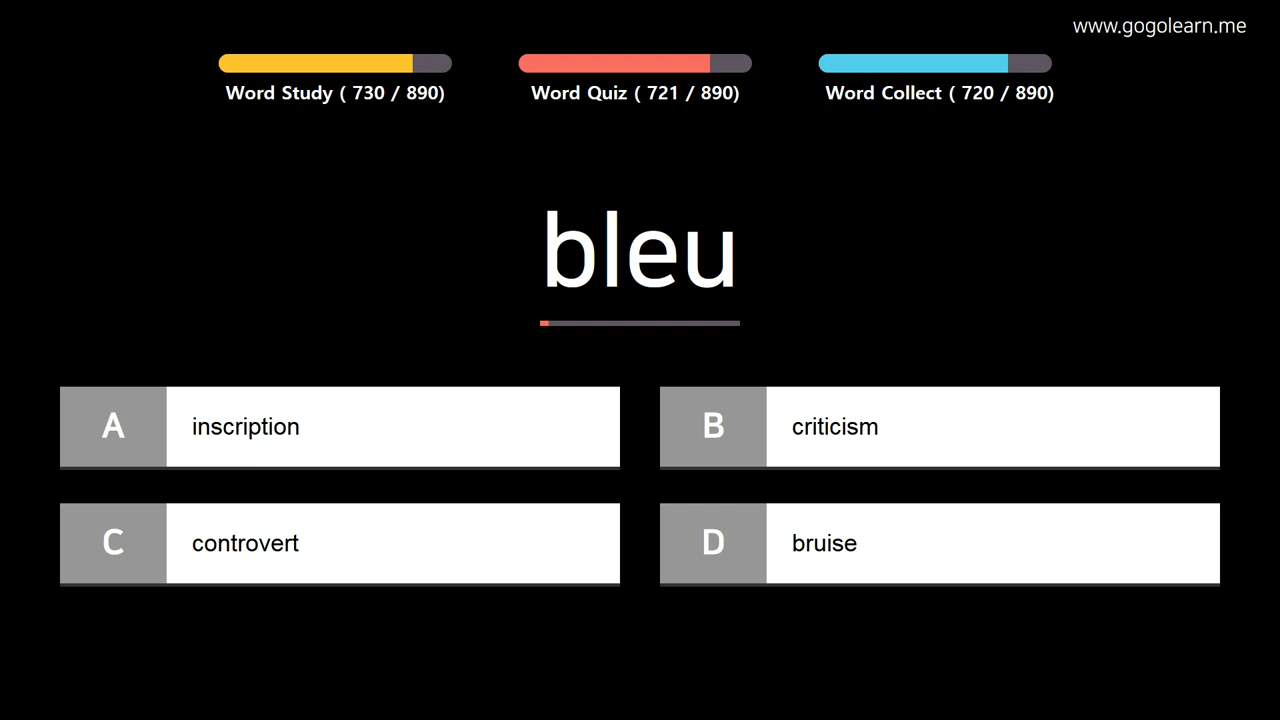 www.gogolearn.me
Word Study ( 730 / 890)
Word Quiz ( 721 / 890)
Word Collect ( 720 / 890)
bleu
A inscription
B criticism
C controvert
D bruise